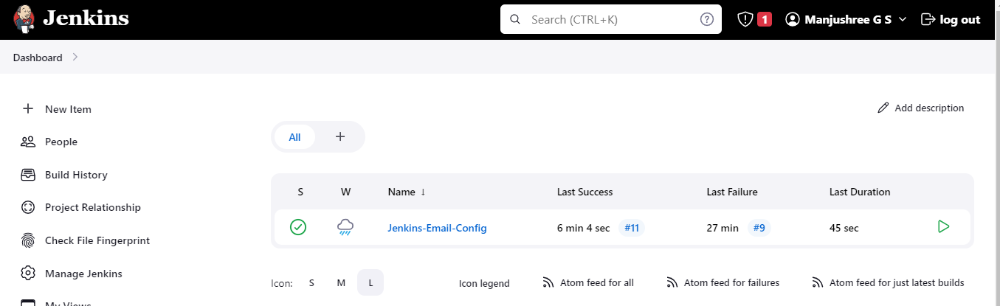 Jenkins
Search (CTRL+K)
?
1
Manjushree G S
log out
Dashboard
New Item
People
Build History
Project Relationship
Check File Fingerprint
Manage Jenkins
My Views
Add description
All
+
S W Name ↓ Last Success Last Failure Last Duration
Jenkins-Email-Config 6 min 4 sec #11 27 min #9 45 sec
Icon: S M L Icon legend Atom feed for all Atom feed for failures Atom feed for just latest builds